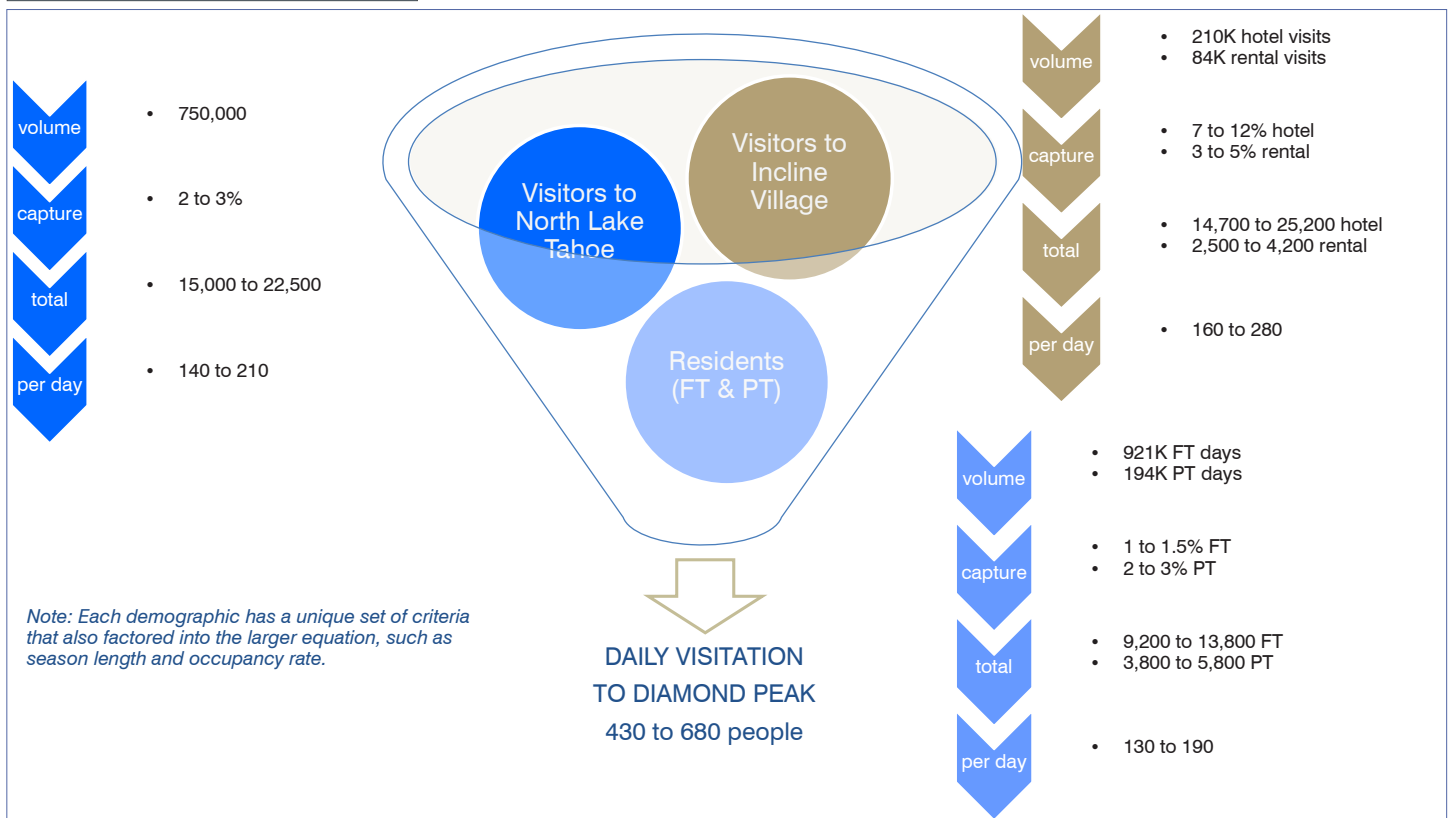 volume
750,000
capture
2 to 3%
total
15,000 to 22,500
per day
140 to 210
Visitors to
North Lake
Tahoe
Visitors to
Incline
Village
Residents
(FT & PT)
volume
• 210K hotel visits
• 84K rental visits
capture
• 7 to 12% hotel
• 3 to 5% rental
total
• 14,700 to 25,200 hotel
• 2,500 to 4,200 rental
per day
• 160 to 280
volume
• 921K FT days
• 194K PT days
capture
• 1 to 1.5% FT
• 2 to 3% PT
total
• 9,200 to 13,800 FT
• 3,800 to 5,800 PT
per day
• 130 to 190
Note: Each demographic has a unique set of criteria
that also factored into the larger equation, such as
season length and occupancy rate.
DAILY VISITATION
TO DIAMOND PEAK
430 to 680 people